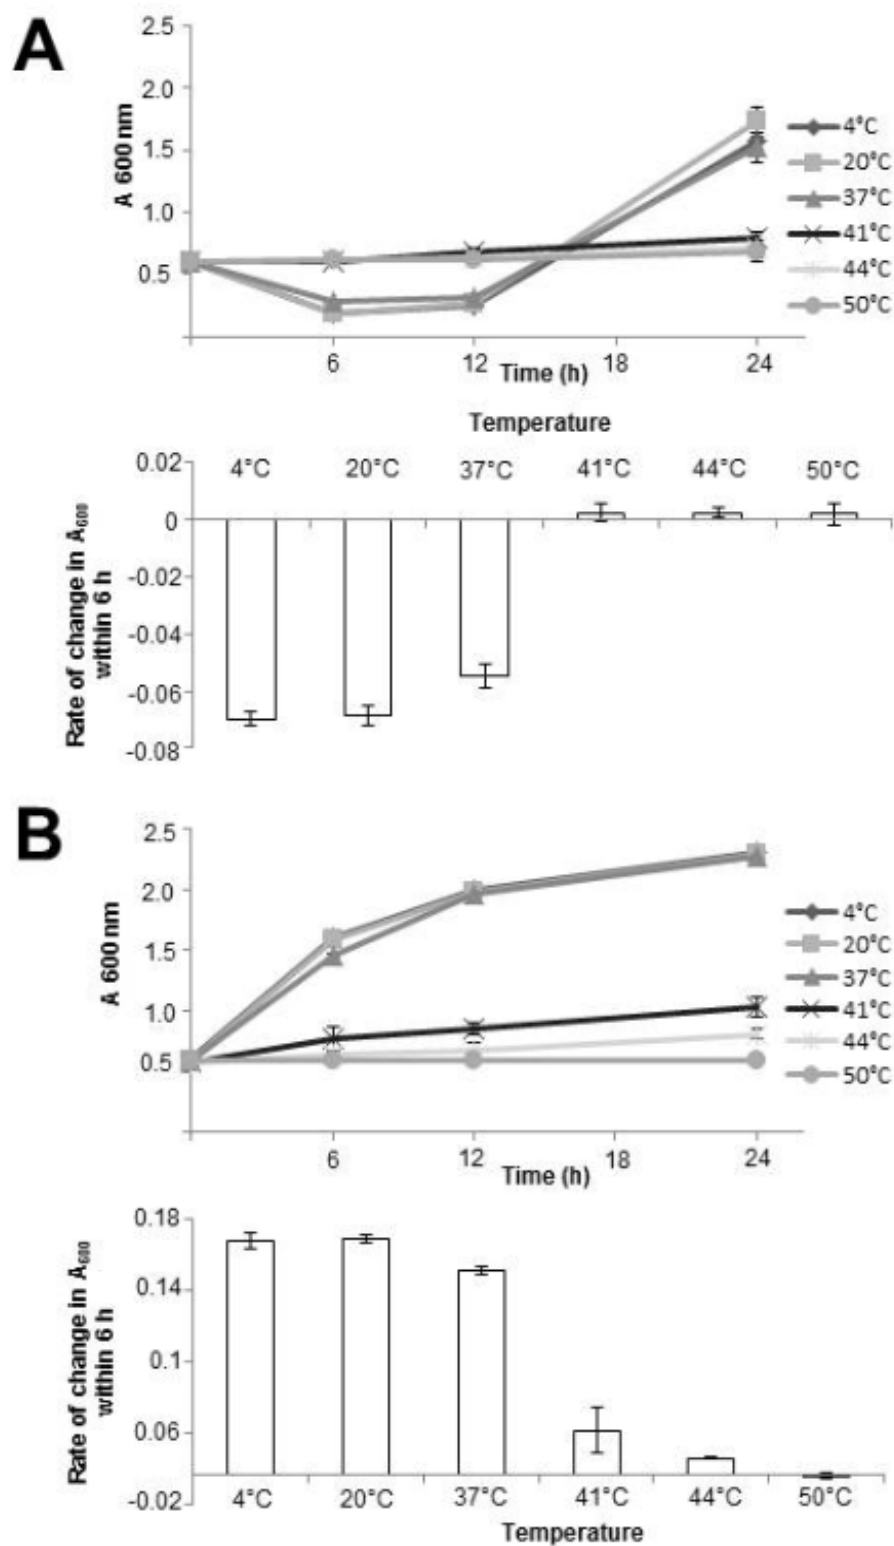 A
2.5
2.0
1.5
1.0
0.5
A 600 nm
4°C
20°C
37°C
41°C
44°C
50°C
6 12 18 24
Time (h)
Temperature
4°C 20°C 37°C 41°C 44°C 50°C
0.02
0
-0.02
-0.04
-0.06
-0.08
Rate of change in A600
within 6 h
B
2.5
2.0
1.5
1.0
0.5
A 600 nm
4°C
20°C
37°C
41°C
44°C
50°C
6 12 18 24
Time (h)
0.18
0.14
0.1
0.06
-0.02
Rate of change in A600
within 6 h
4°C 20°C 37°C 41°C 44°C 50°C
Temperature